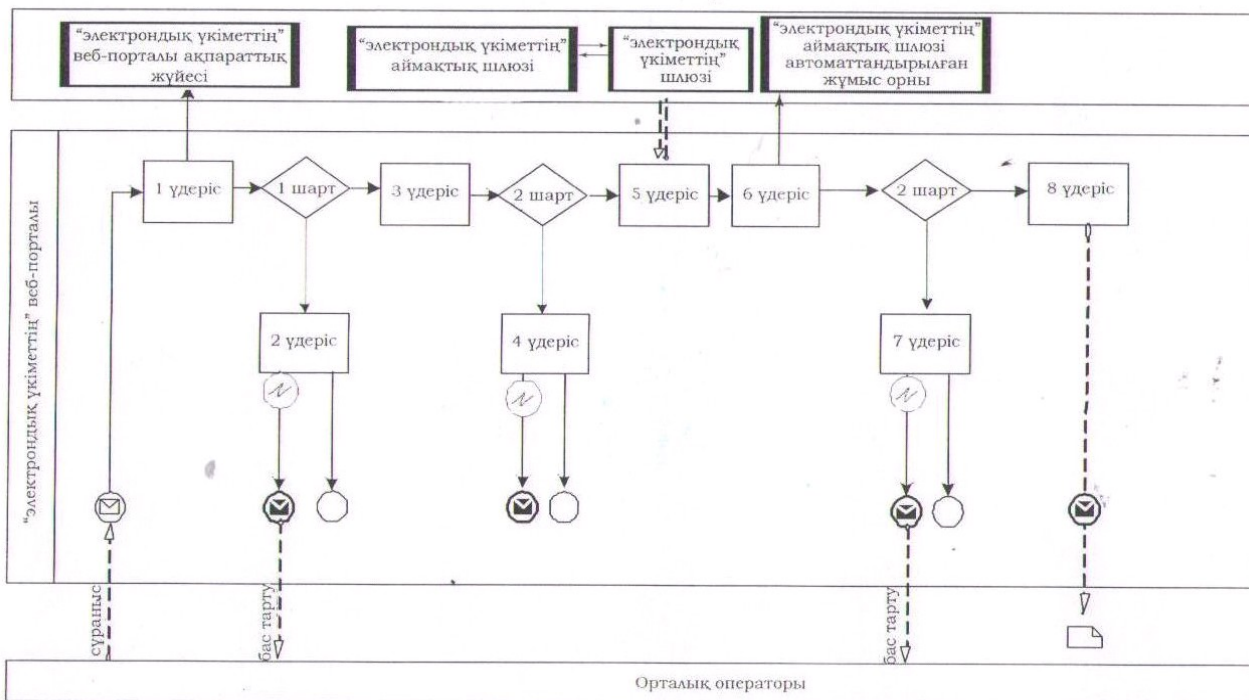 “электрондық үкіметтің”
веб-порталы ақпараттық
жүйесі
“электрондық үкіметтің”
аймақтық шлюзі
“электрондық
үкіметтің”
шлюзі
“электрондық үкіметтің”
аймақтық шлюзі
автоматтандырылған
жұмыс орны
“электрондық үкіметтің” веб-порталы
1 үдеріс
1 шарт
3 үдеріс
2 шарт
5 үдеріс
6 үдеріс
2 шарт
8 үдеріс
2 үдеріс
4 үдеріс
7 үдеріс
сұраныс
бас тарту
бас тарту
Орталық операторы